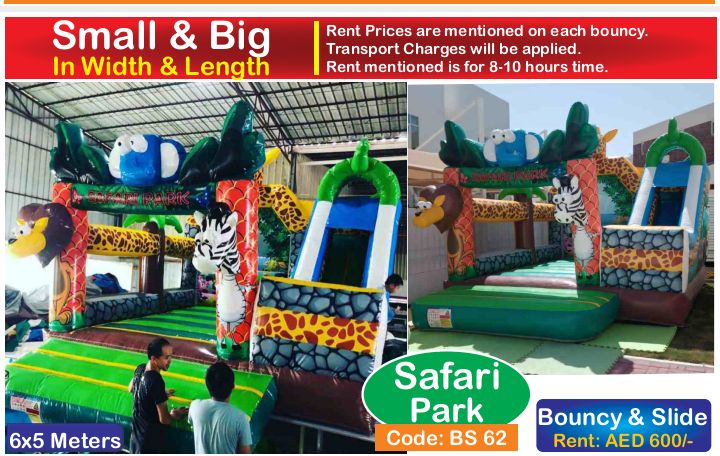 Small & Big
In Width & Length
Rent Prices are mentioned on each bouncy.
Transport Charges will be applied.
Rent mentioned is for 8-10 hours time.
SAFARI PARK
SAFARI PARK
Safari
Park
Code: BS 62
6x5 Meters
Bouncy & Slide
Rent: AED 600/-